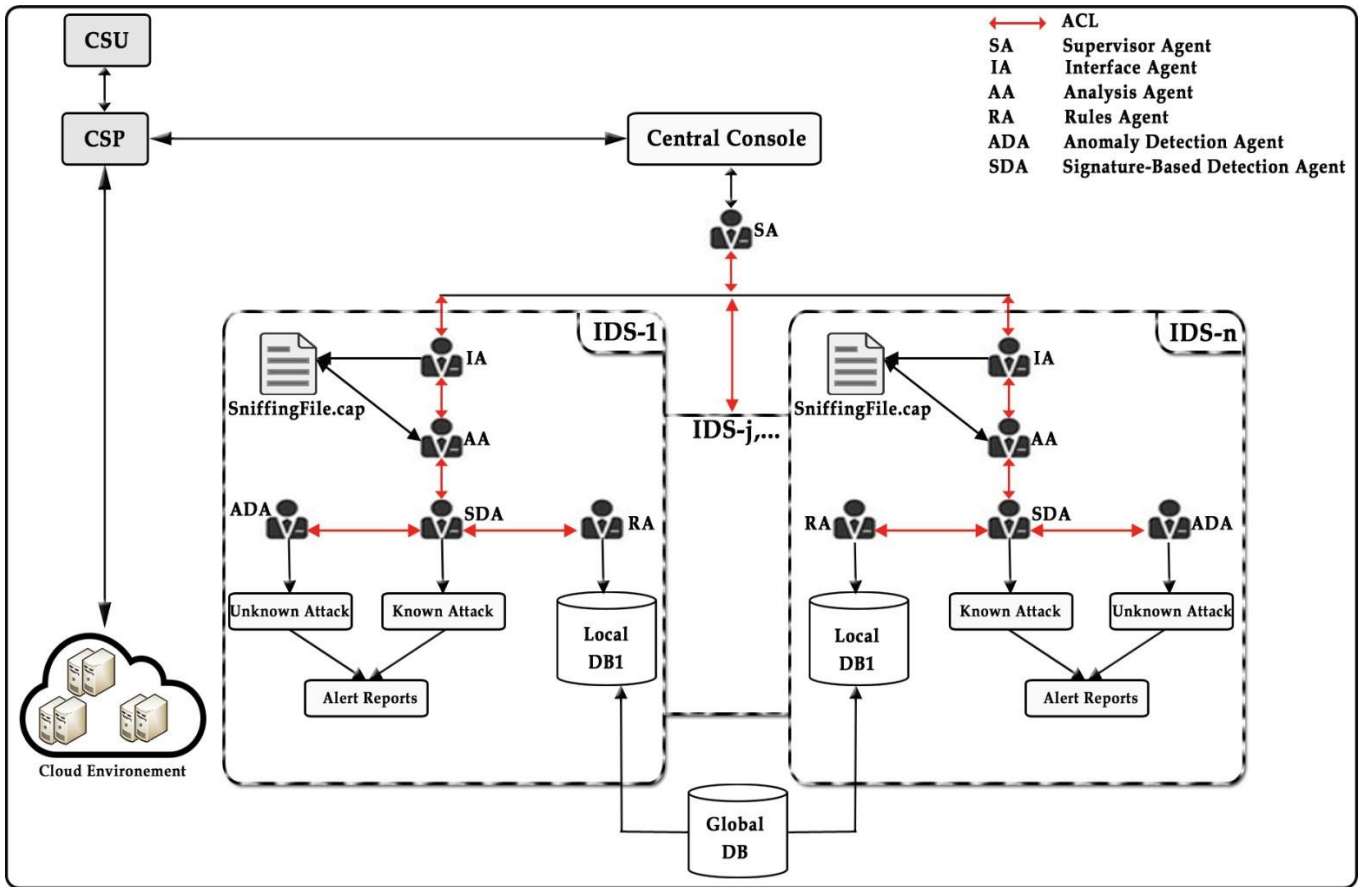 CSU
CSP
Central Console
ACL
SA Supervisor Agent
IA Interface Agent
AA Analysis Agent
RA Rules Agent
ADA Anomaly Detection Agent
SDA Signature-Based Detection Agent
SA
IDS-1
IA
SniffingFile.cap
AA
ADA
SDA
RA
Unknown Attack
Known Attack
Local
DB1
Alert Reports
IDS-j,...
IDS-n
IA
SniffingFile.cap
AA
RA
SDA
ADA
Local
DB1
Known Attack
Unknown Attack
Alert Reports
Cloud Environement
Global
DB